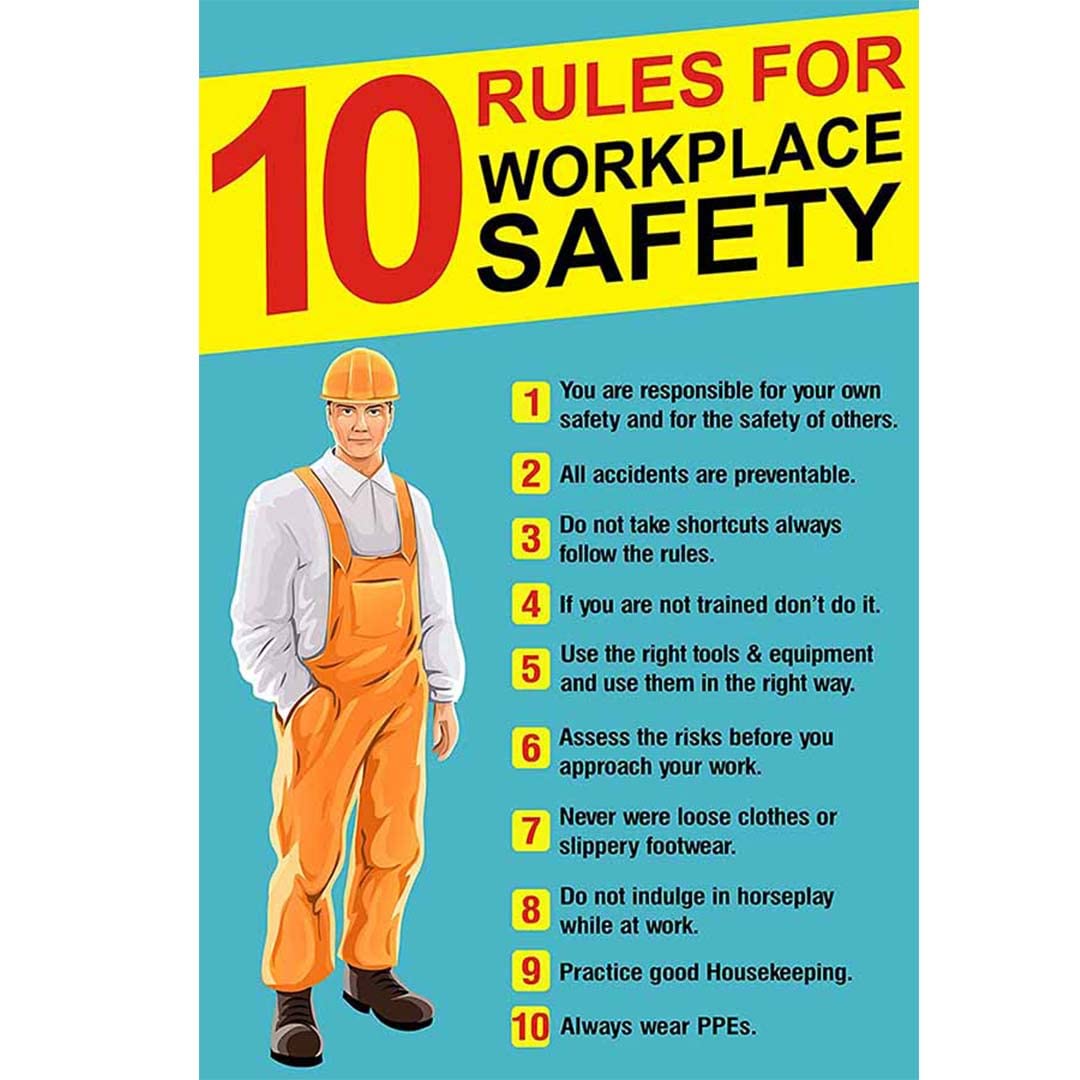 10 RULES FOR
WORKPLACE
SAFETY
1 You are responsible for your own
safety and for the safety of others.
2 All accidents are preventable.
3 Do not take shortcuts always
follow the rules.
4 If you are not trained don’t do it.
5 Use the right tools & equipment
and use them in the right way.
6 Assess the risks before you
approach your work.
7 Never were loose clothes or
slippery footwear.
8 Do not indulge in horseplay
while at work.
9 Practice good Housekeeping.
10 Always wear PPEs.